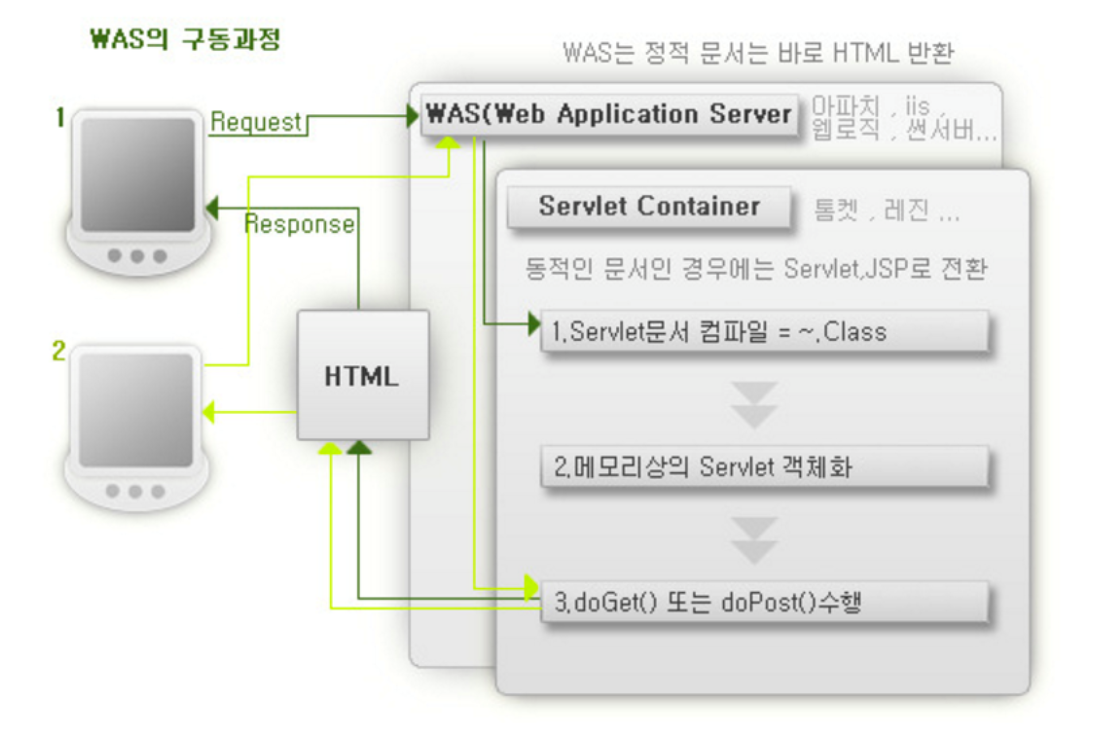 WAS의 구동과정
WAS는 정적 문서는 바로 HTML 반환
1
Request
WAS(Web Application Server
아파치 , iis ,
웹로직 , 썬서버...
Servlet Container
톰켓 , 레진 ...
Response
동적인 문서인 경우에는 Servlet,JSP로 전환
1,Servlet문서 컴파일 = ~,Class
2
HTML
2,메모리상의 Servlet 객체화
3,doGet() 또는 doPost()수행